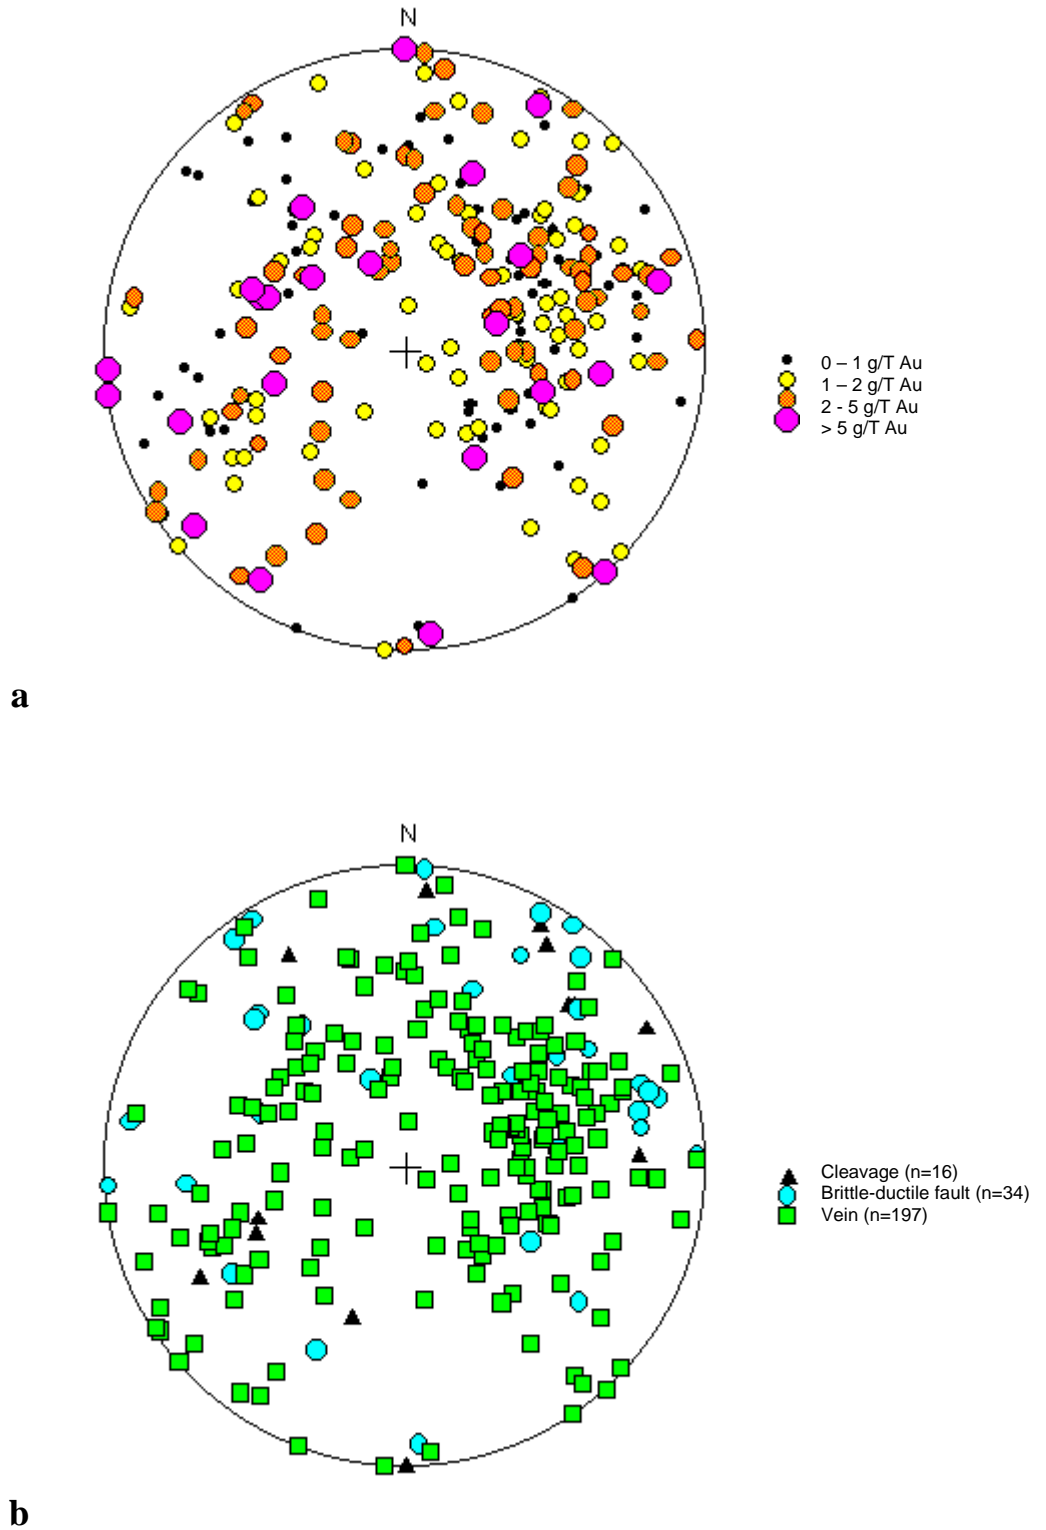 N
0 – 1 g/T Au
1 – 2 g/T Au
2 - 5 g/T Au
> 5 g/T Au
a
N
Cleavage (n=16)
Brittle-ductile fault (n=34)
Vein (n=197)
b